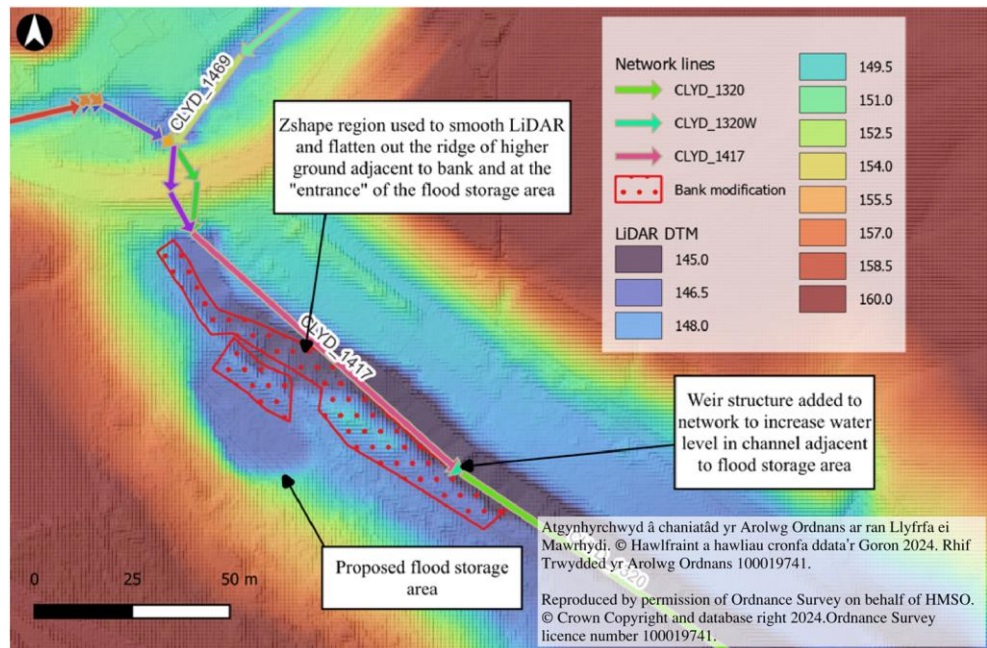 CLYD_1469
Zshape region used to smooth LiDAR
and flatten out the ridge of higher
ground adjacent to bank and at the
"entrance" of the flood storage area
Network lines
CLYD_1320
CLYD_1320W
CLYD_1417
Bank modification
LiDAR DTM
145.0
146.5
148.0
149.5
151.0
152.5
154.0
155.5
157.0
158.5
160.0
CLYD_1417
Weir structure added to
network to increase water
level in channel adjacent
to flood storage area
Proposed flood storage
area
0 25 50 m
Atgynhyrchwyd â chaniatâd yr Arolwg Ordnans ar ran Llyfrfa ei
Mawrhydi. © Hawlfraint a hawliau cronfa ddata'r Goron 2024. Rhif
Trwydded yr Arolwg Ordnans 100019741.
Reproduced by permission of Ordnance Survey on behalf of HMSO.
© Crown Copyright and database right 2024.Ordnance Survey
licence number 100019741.